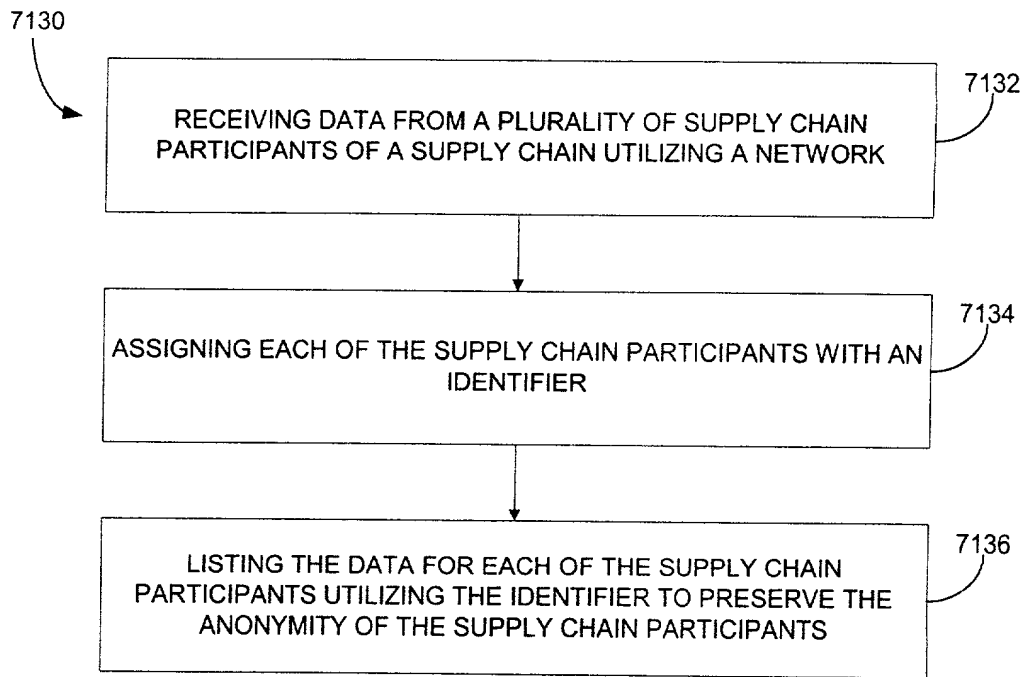 7130
7132
RECEIVING DATA FROM A PLURALITY OF SUPPLY CHAIN
PARTICIPANTS OF A SUPPLY CHAIN UTILIZING A NETWORK
7134
ASSIGNING EACH OF THE SUPPLY CHAIN PARTICIPANTS WITH AN
IDENTIFIER
7136
LISTING THE DATA FOR EACH OF THE SUPPLY CHAIN
PARTICIPANTS UTILIZING THE IDENTIFIER TO PRESERVE THE
ANONYMITY OF THE SUPPLY CHAIN PARTICIPANTS